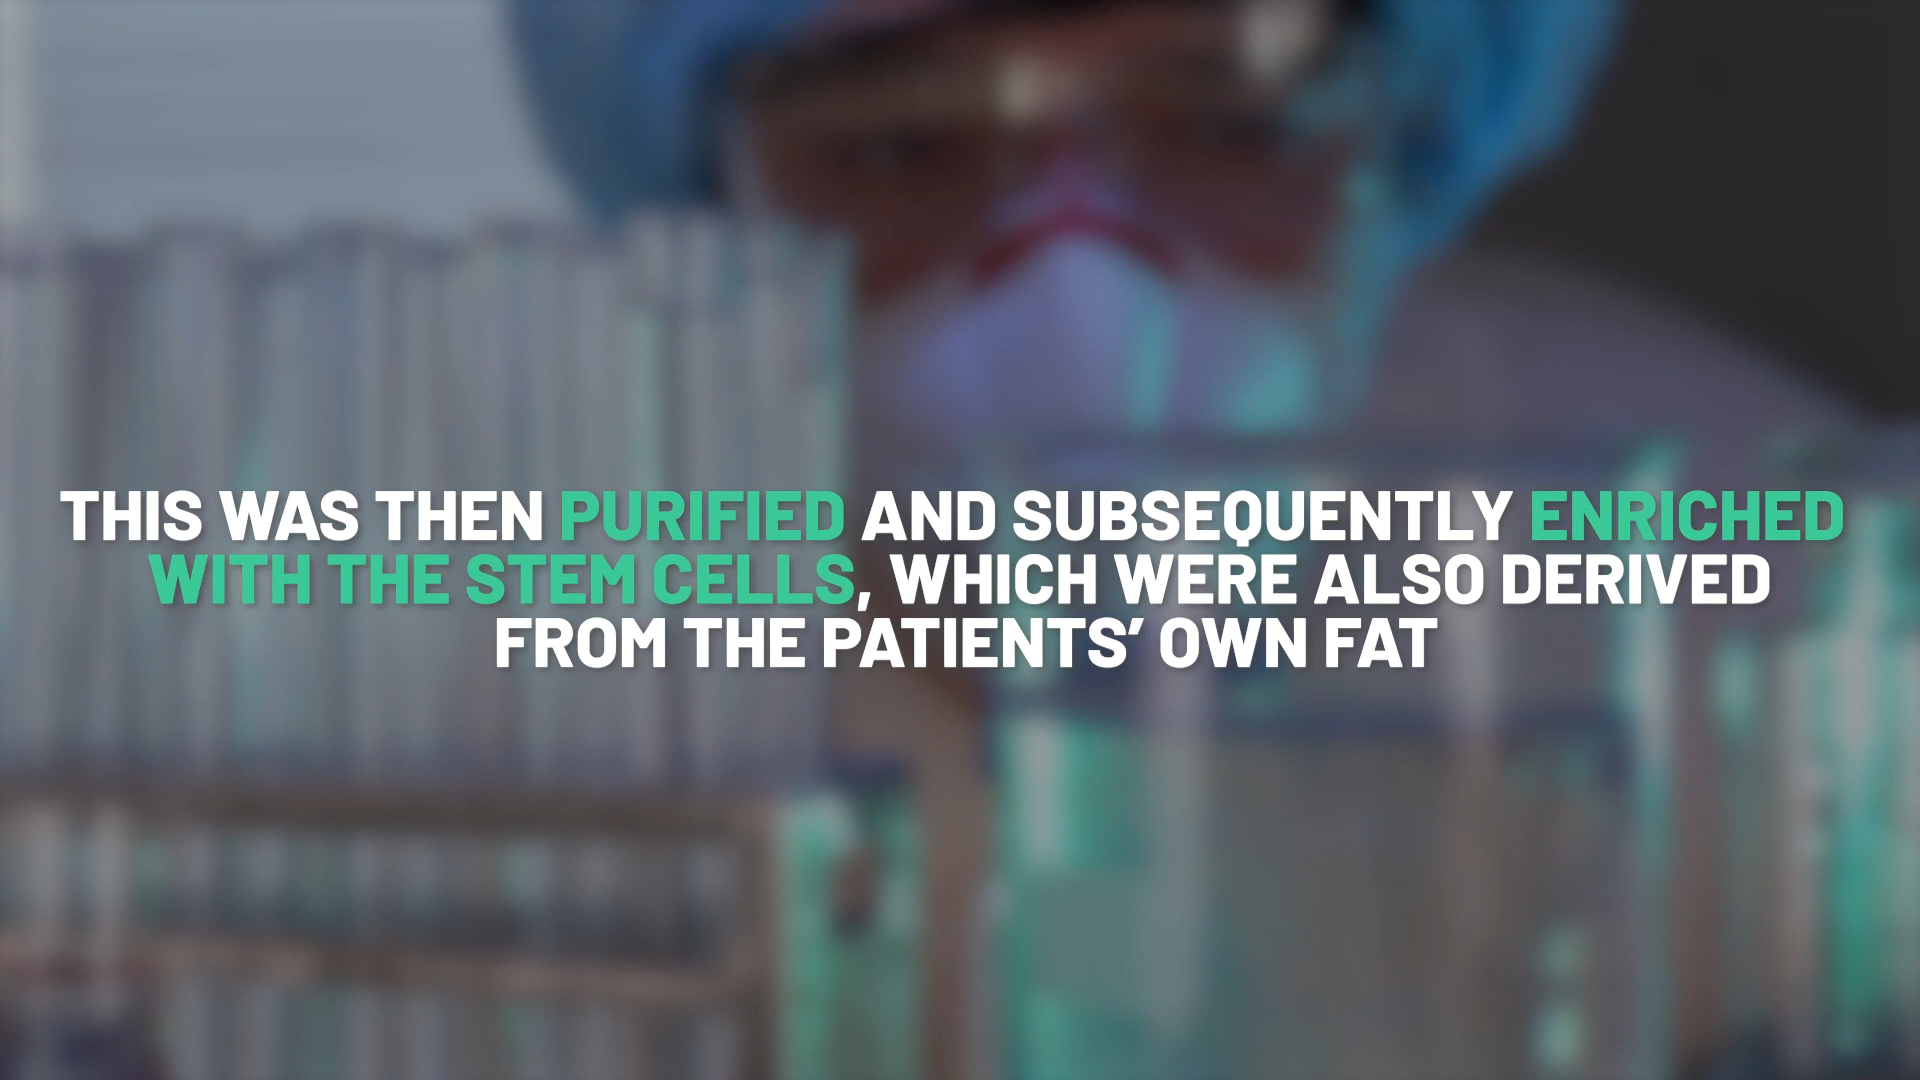 THIS WAS THEN PURIFIED AND SUBSEQUENTLY ENRICHED
WITH THE STEM CELLS, WHICH WERE ALSO DERIVED
FROM THE PATIENTS’ OWN FAT